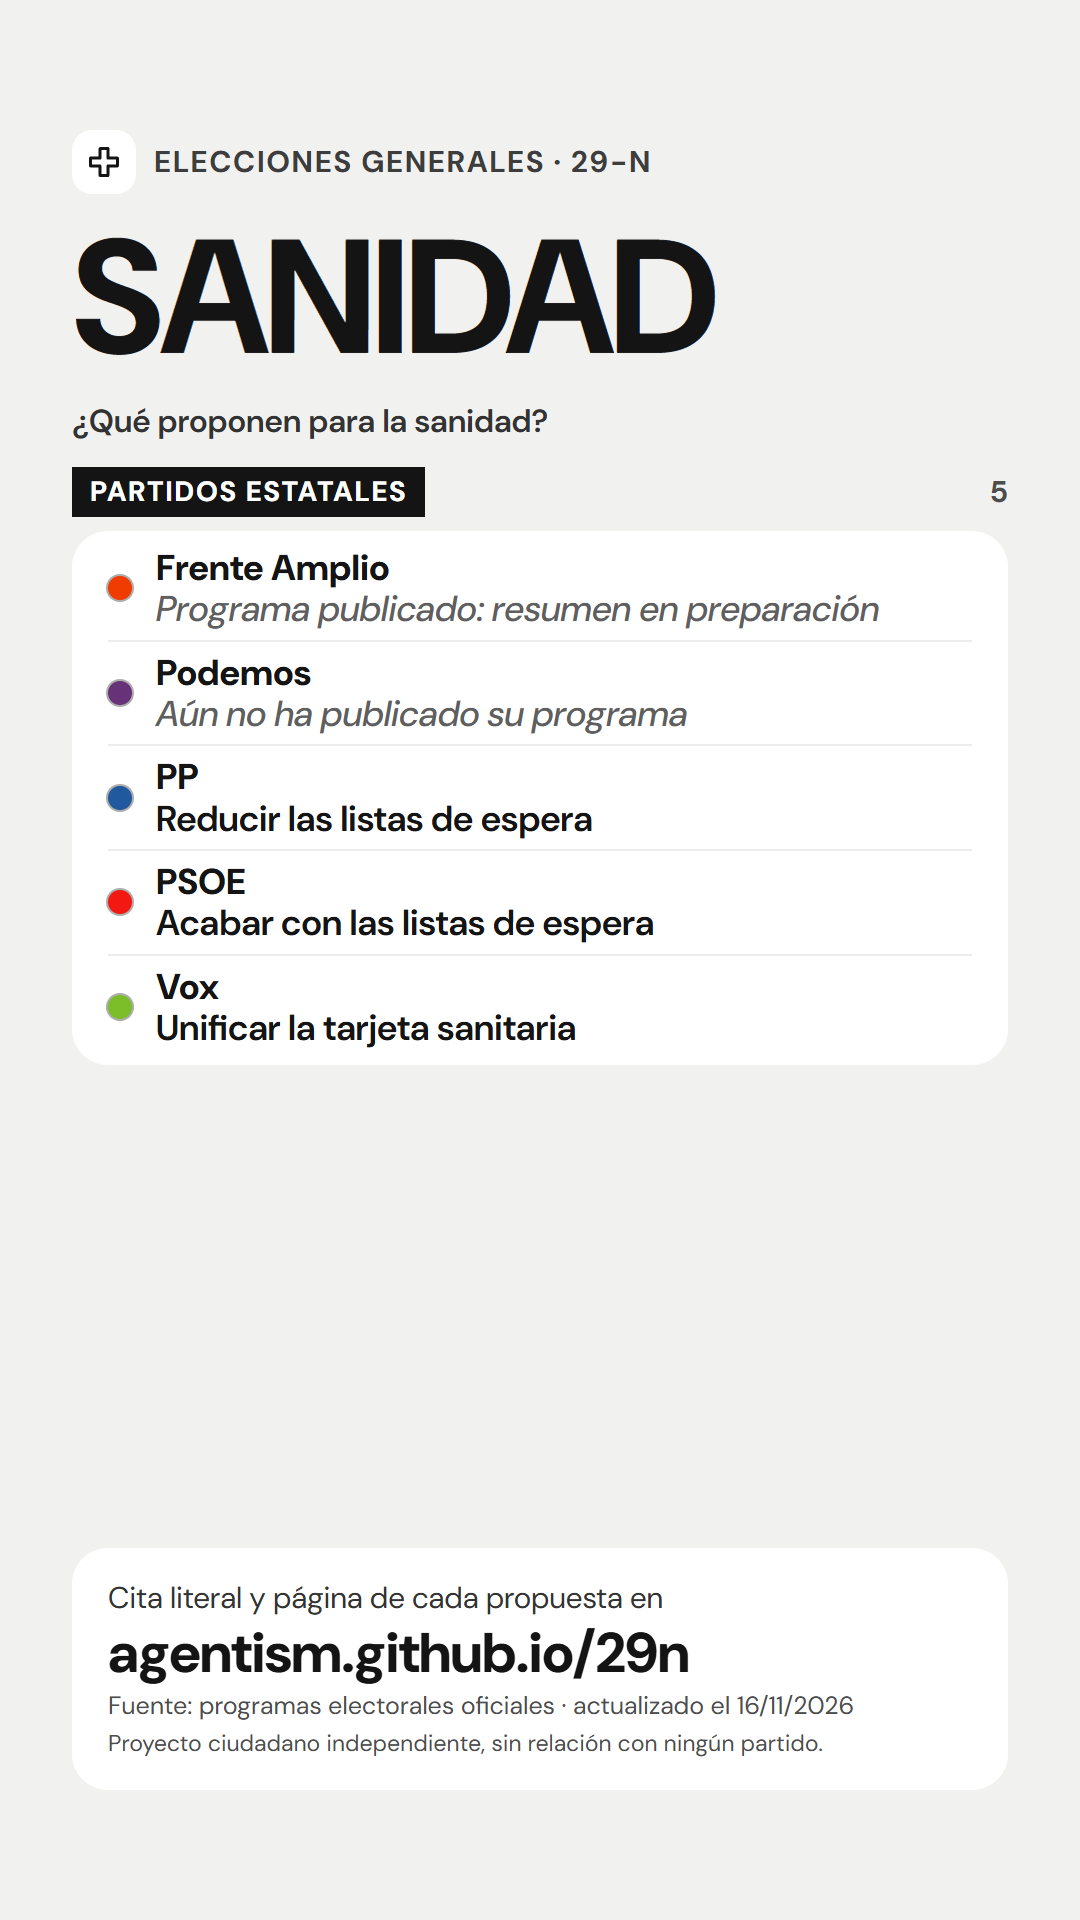 ELECCIONES GENERALES · 29-N
SANIDAD
¿Qué proponen para la sanidad?
PARTIDOS ESTATALES 5
Frente Amplio
Programa publicado: resumen en preparación
Podemos
Aún no ha publicado su programa
PP
Reducir las listas de espera
PSOE
Acabar con las listas de espera
Vox
Unificar la tarjeta sanitaria
Cita literal y página de cada propuesta en
agentism.github.io/29n
Fuente: programas electorales oficiales · actualizado el 16/11/2026
Proyecto ciudadano independiente, sin relación con ningún partido.